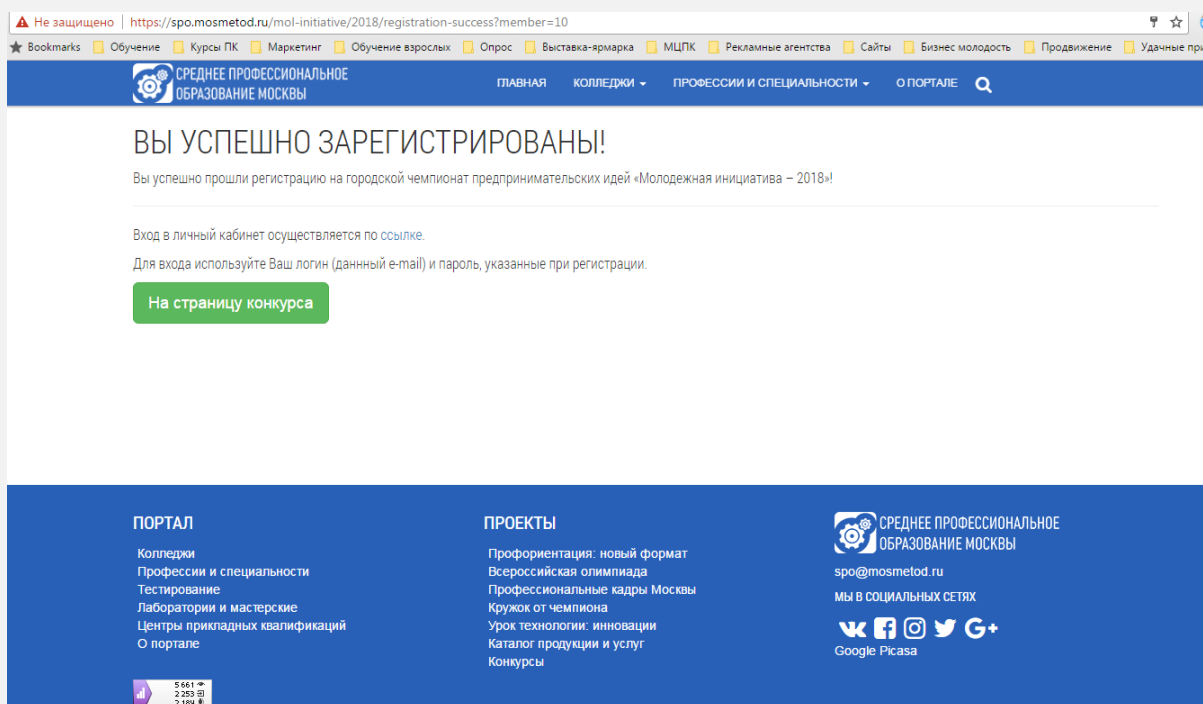 Не защищено https://spo.mosmetod.ru/mol-initiative/2018/registration-success?member=10
Bookmarks Обучение Курсы ПК Маркетинг Обучение взрослых Опрос Выставка-ярмарка МЦПК Рекламные агентства Сайты Бизнес молодость Продвижение Удачные
СРЕДНЕЕ ПРОФЕССИОНАЛЬНОЕ
ОБРАЗОВАНИЕ МОСКВЫ
ГЛАВНАЯ КОЛЛЕДЖИ ПРОФЕССИИ И СПЕЦИАЛЬНОСТИ О ПОРТАЛЕ
ВЫ УСПЕШНО ЗАРЕГИСТРИРОВАНЫ!
Вы успешно прошли регистрацию на городской чемпионат предпринимательских идей «Молодежная инициатива – 2018»!
Вход в личный кабинет осуществляется по ссылке.
Для входа используйте Ваш логин (даннный e-mail) и пароль, указанные при регистрации.
На страницу конкурса
ПОРТАЛ
Колледжи
Профессии и специальности
Тестирование
Лаборатории и мастерские
Центры прикладных квалификаций
О портале
ПРОЕКТЫ
Профориентация: новый формат
Всероссийская олимпиада
Профессиональные кадры Москвы
Кружок от чемпиона
Урок технологии: инновации
Каталог продукции и услуг
Конкурсы
СРЕДНЕЕ ПРОФЕССИОНАЛЬНОЕ
ОБРАЗОВАНИЕ МОСКВЫ
spo@mosmetod.ru
МЫ В СОЦИАЛЬНЫХ СЕТЯХ
Google Picasa
5 661
2 253